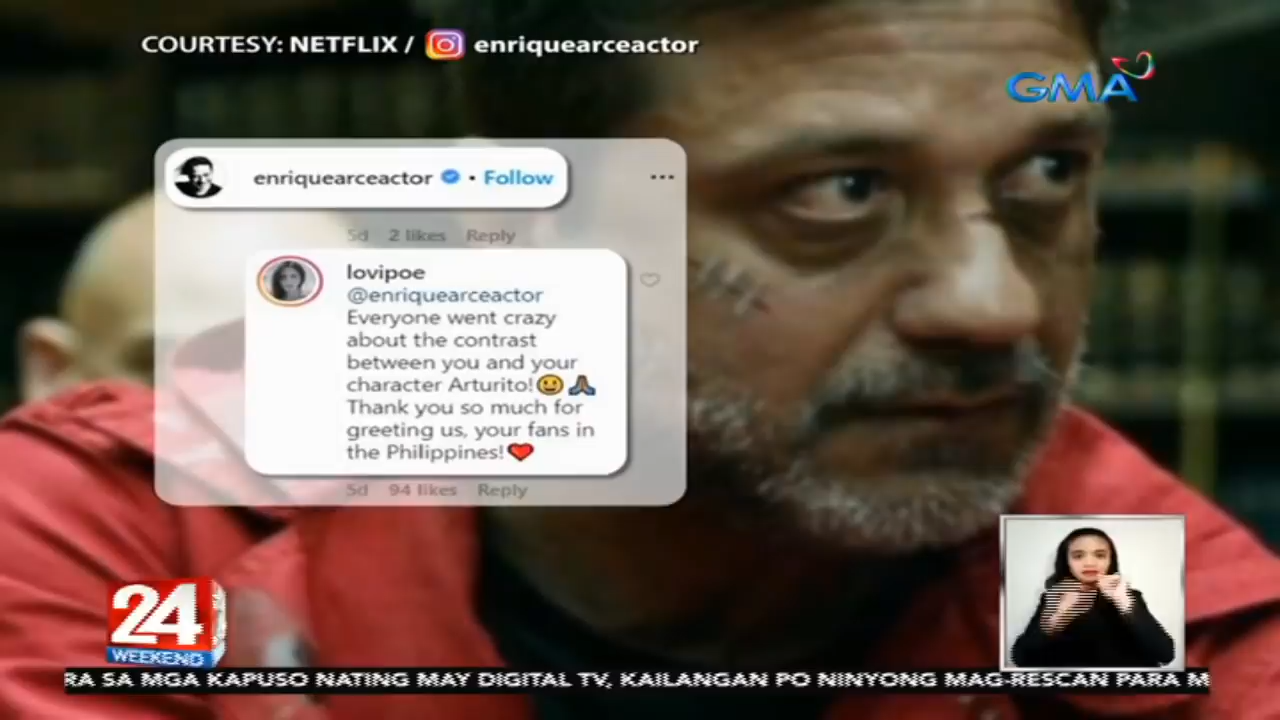 COURTESY: NETFLIX / enriquearceactor
GMA
enriquearceactor • Follow
5d 2 likes Reply
lovipoe
@enriquearceactor
Everyone went crazy
about the contrast
between you and your
character Arturito!🙂🙏🏽
Thank you so much for
greeting us, your fans in
the Philippines!❤️
5d 94 likes Reply
24
WEEKEND
RA SA MGA KAPUSO NATING MAY DIGITAL TV, KAILANGAN PO NINYONG MAG-RESCAN PARA M